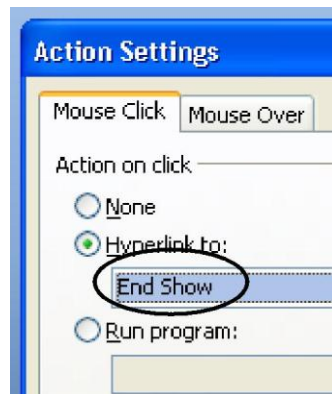 Action Settings
Mouse Click Mouse Over
Action on click
None
Hyperlink to:
End Show
Run program: